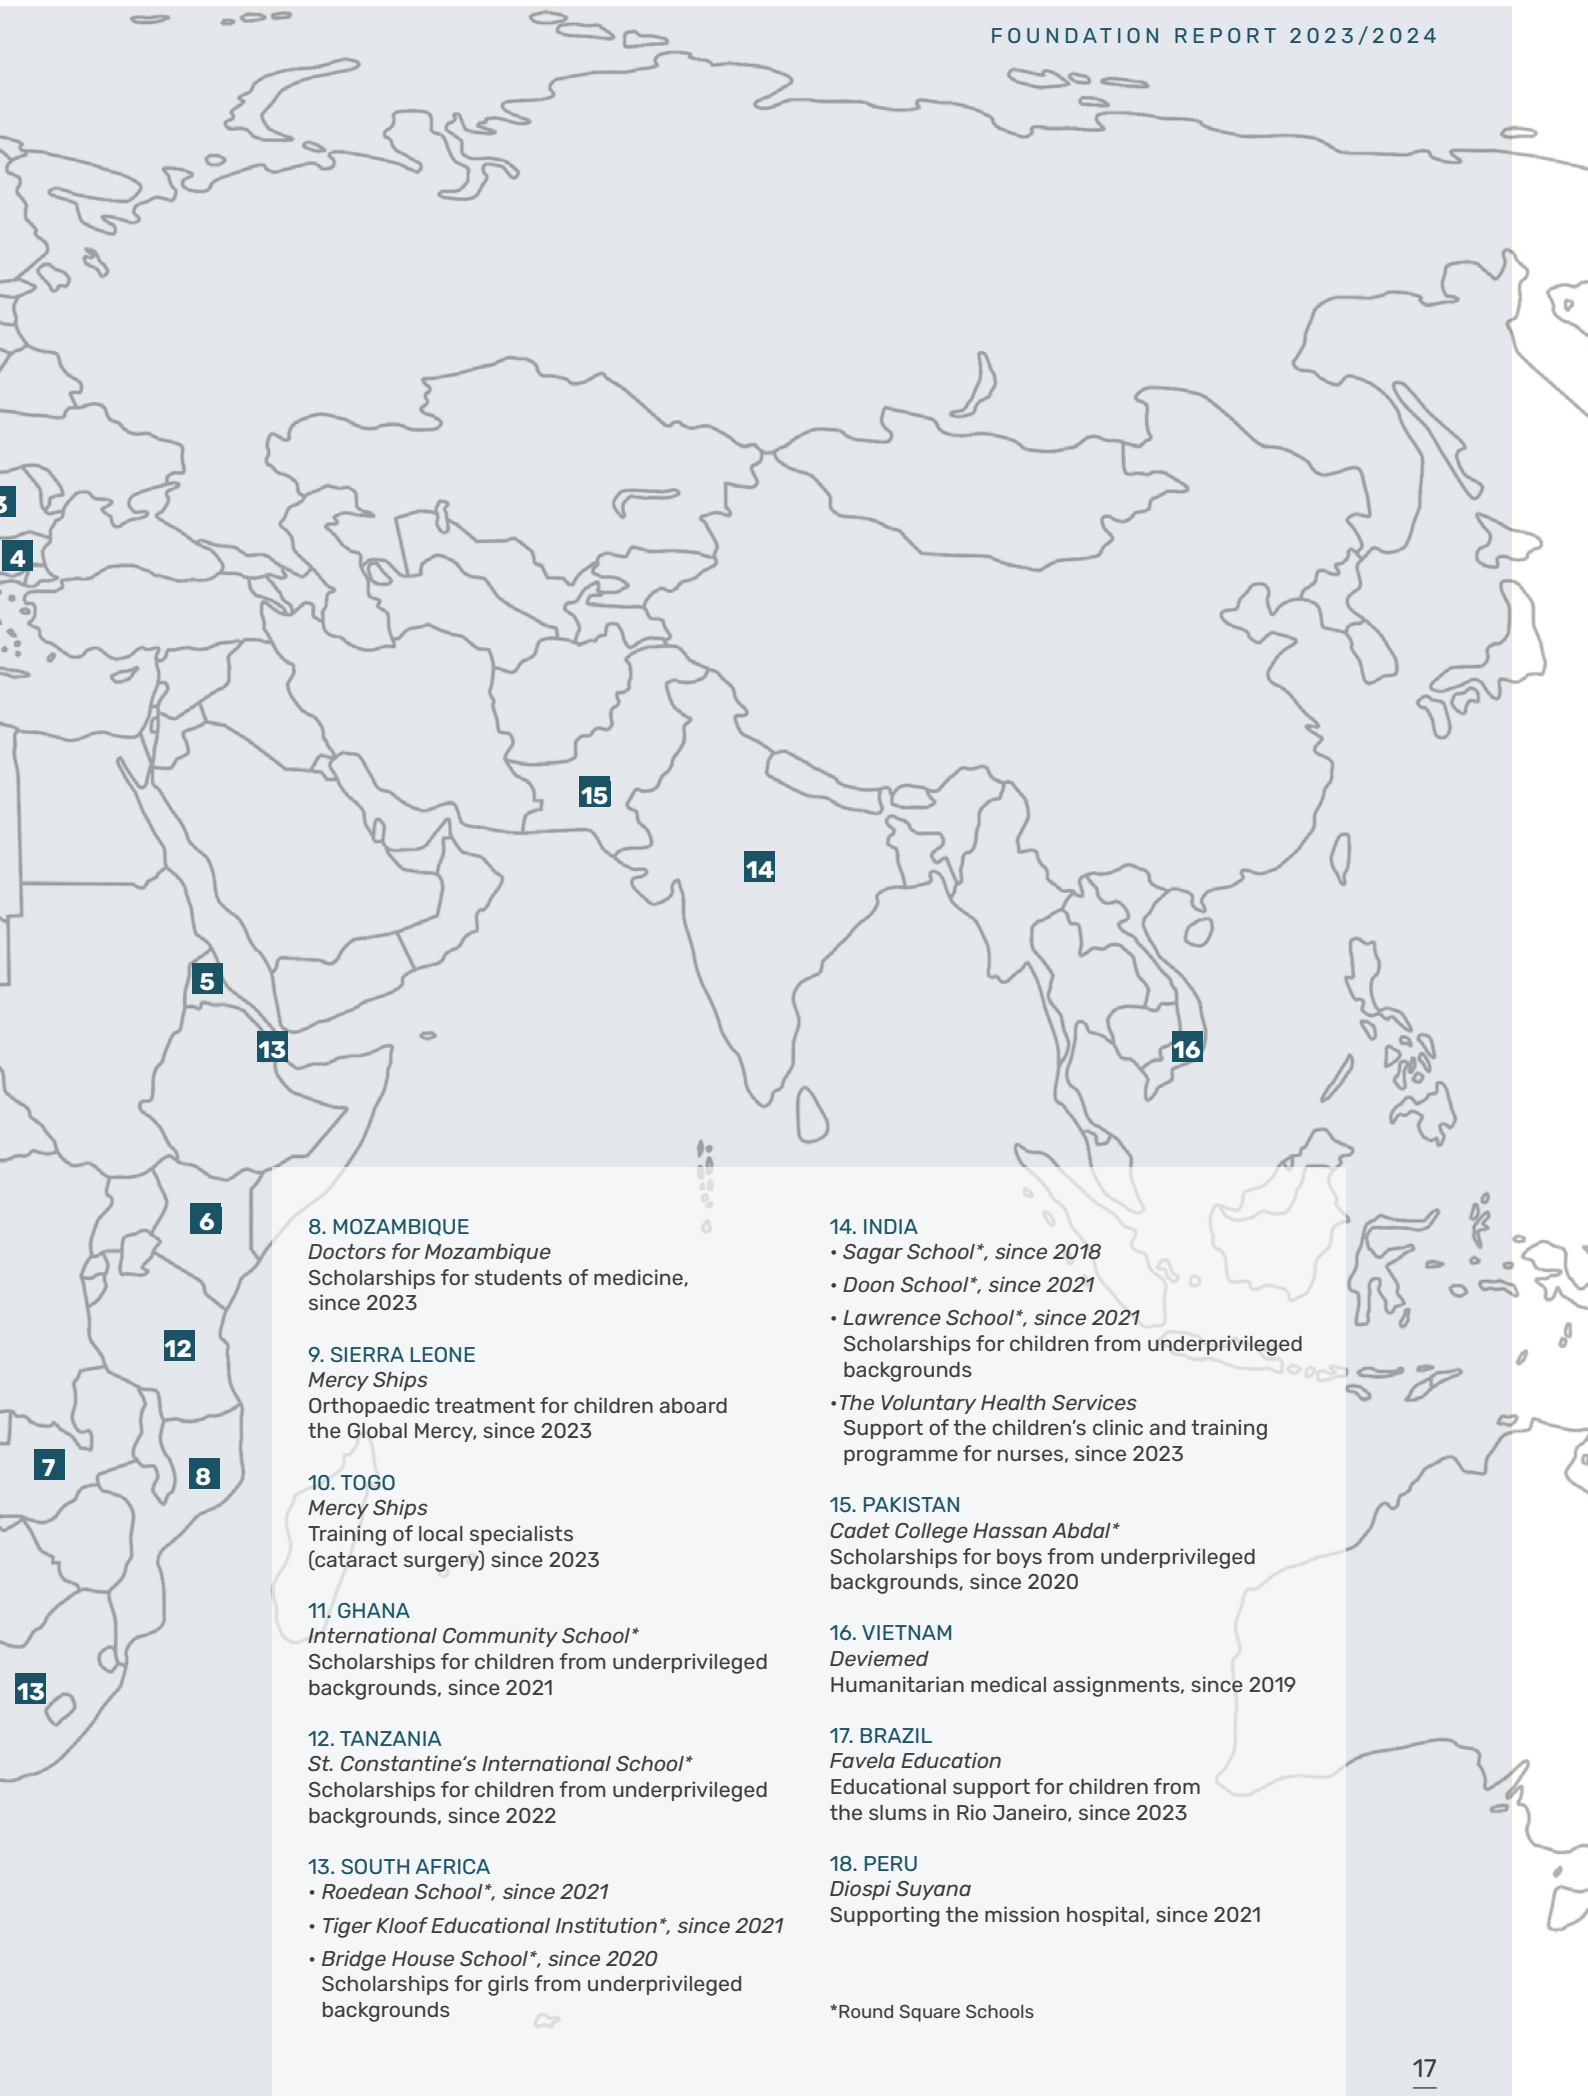 FOUNDATION REPORT 2023/2024
3
4
15
14
5
13
16
6
12
7
8
13
8. MOZAMBIQUE
Doctors for Mozambique
Scholarships for students of medicine,
since 2023
9. SIERRA LEONE
Mercy Ships
Orthopaedic treatment for children aboard
the Global Mercy, since 2023
10. TOGO
Mercy Ships
Training of local specialists
(cataract surgery) since 2023
11. GHANA
International Community School*
Scholarships for children from underprivileged
backgrounds, since 2021
12. TANZANIA
St. Constantine‘s International School*
Scholarships for children from underprivileged
backgrounds, since 2022
13. SOUTH AFRICA
• Roedean School*, since 2021
• Tiger Kloof Educational Institution*, since 2021
• Bridge House School*, since 2020
Scholarships for girls from underprivileged
backgrounds
14. INDIA
• Sagar School*, since 2018
• Doon School*, since 2021
• Lawrence School*, since 2021
Scholarships for children from underprivileged
backgrounds
•The Voluntary Health Services
Support of the children’s clinic and training
programme for nurses, since 2023
15. PAKISTAN
Cadet College Hassan Abdal*
Scholarships for boys from underprivileged
backgrounds, since 2020
16. VIETNAM
Deviemed
Humanitarian medical assignments, since 2019
17. BRAZIL
Favela Education
Educational support for children from
the slums in Rio Janeiro, since 2023
18. PERU
Diospi Suyana
Supporting the mission hospital, since 2021
*Round Square Schools
17